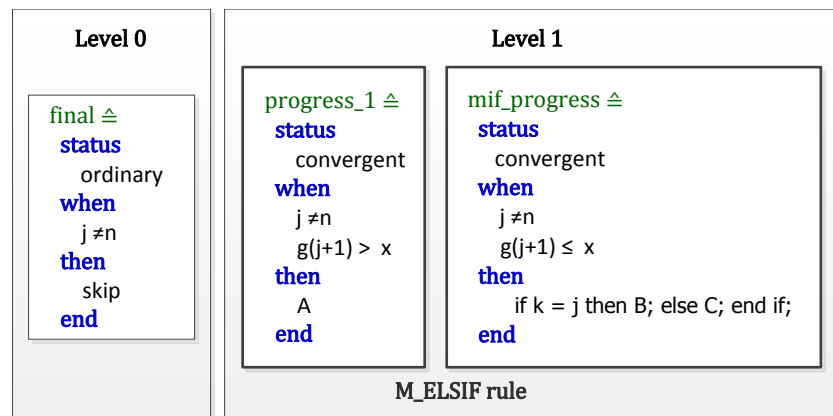 Level 0
final ≙
status
ordinary
when
j ≠n
then
skip
end
Level 1
progress_1 ≙
status
convergent
when
j ≠n
g(j+1) > x
then
A
end
mif_progress ≙
status
convergent
when
j ≠n
g(j+1) ≤ x
then
if k = j then B; else C; end if;
end
M_ELSIF rule